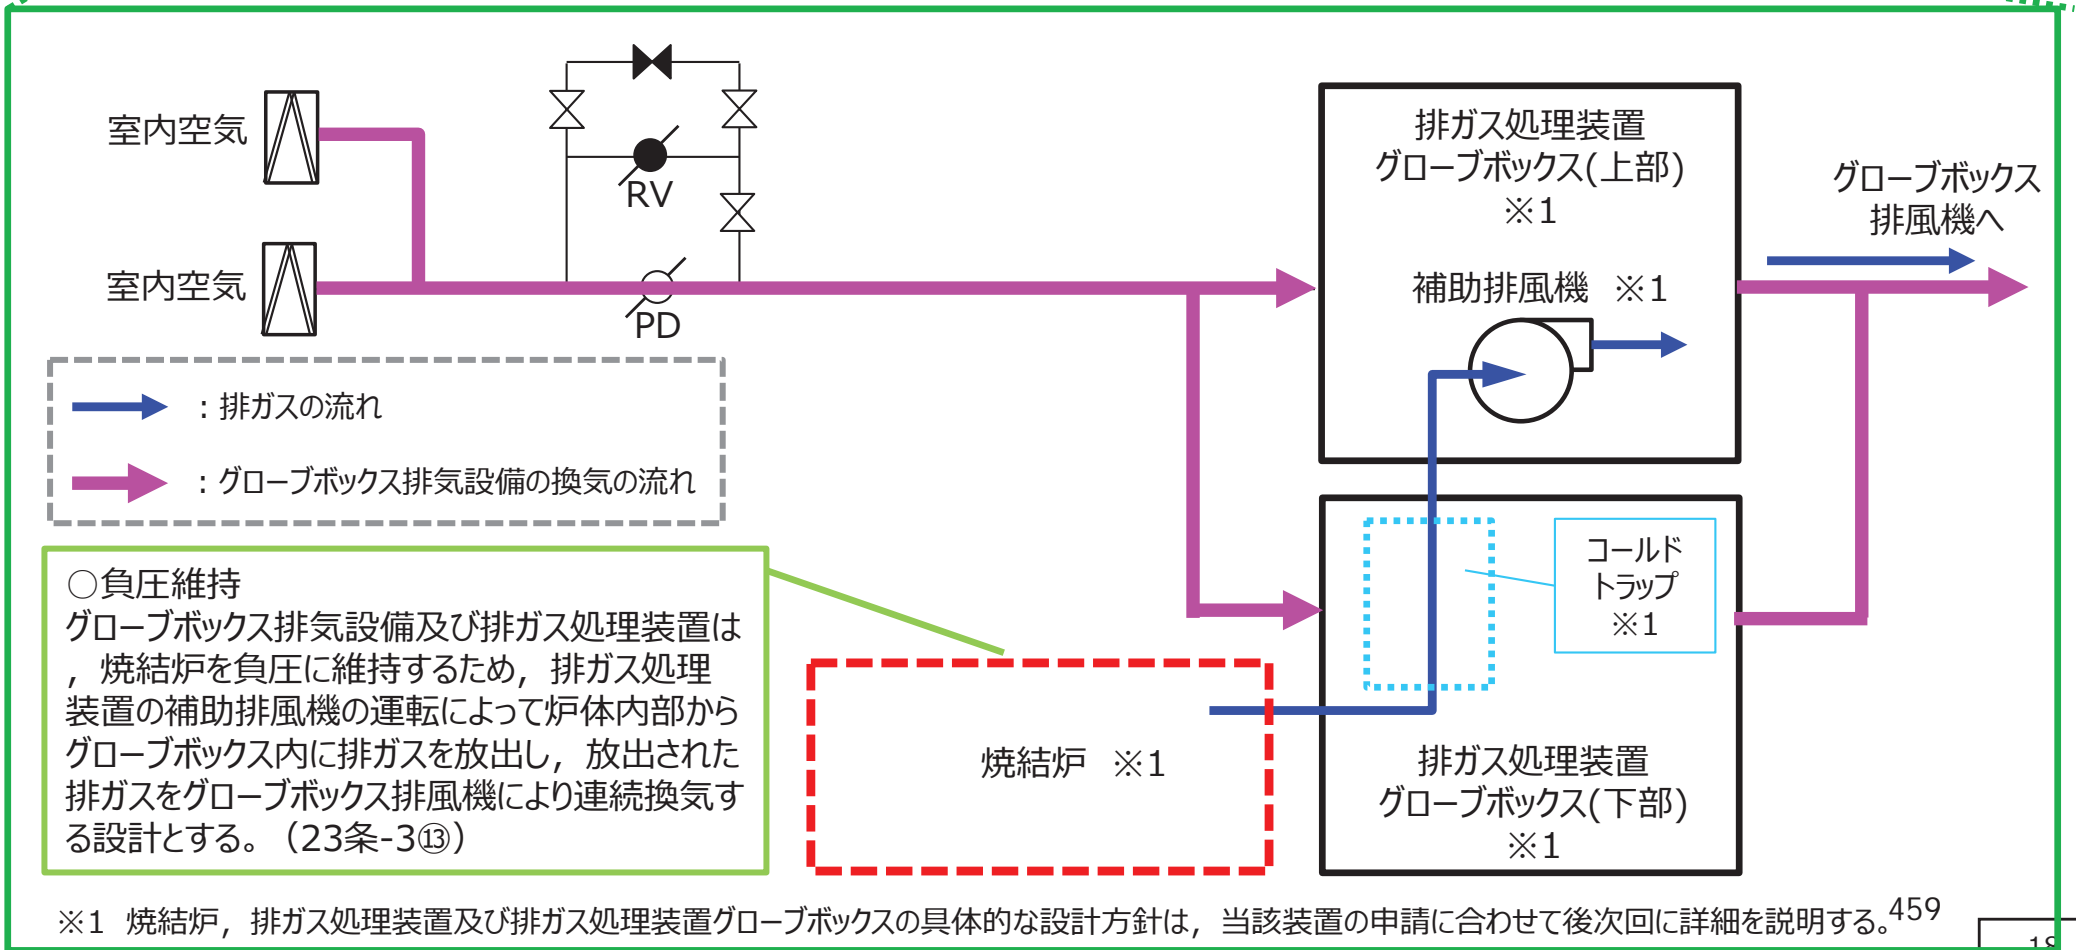 室内空気
RV
室内空気
PD
排ガス処理装置
グローブボックス(上部)
※1
補助排風機 ※1
グローブボックス
排風機へ
:排ガスの流れ
:グローブボックス排気設備の換気の流れ
○負圧維持
グローブボックス排気設備及び排ガス処理装置は
,焼結炉を負圧に維持するため,排ガス処理
装置の補助排風機の運転によって炉体内部から
グローブボックス内に排ガスを放出し,放出された
排ガスをグローブボックス排風機により連続換気す
る設計とする。(23条-3⑬)
焼結炉 ※1
コールド
トラップ
※1
排ガス処理装置
グローブボックス(下部)
※1
※1 焼結炉,排ガス処理装置及び排ガス処理装置グローブボックスの具体的な設計方針は,当該装置の申請に合わせて後次回に詳細を説明する。
459